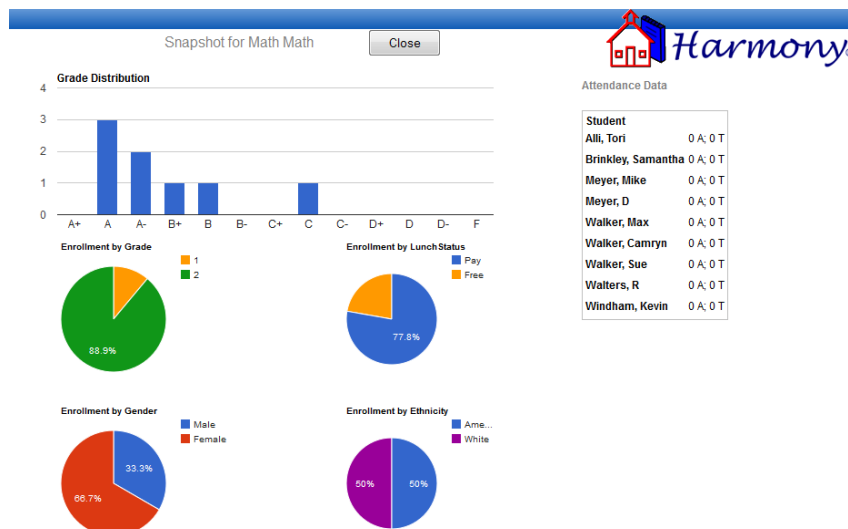 Snapshot for Math Math
Close
Harmony
Grade Distribution
4
3
2
1
0
A+ A A- B+ B B- C+ C C- D+ D D- F
Enrollment by Grade
1
2
88.9%
Enrollment by Lunch Status
Pay
Free
77.8%
Enrollment by Gender
Male
Female
33.3%
66.7%
Enrollment by Ethnicity
Ame...
White
50% 50%
Attendance Data
Student
Alli, Tori 0 A; 0 T
Brinkley, Samantha 0 A; 0 T
Meyer, Mike 0 A; 0 T
Meyer, D 0 A; 0 T
Walker, Max 0 A; 0 T
Walker, Camryn 0 A; 0 T
Walker, Sue 0 A; 0 T
Walters, R 0 A; 0 T
Windham, Kevin 0 A; 0 T